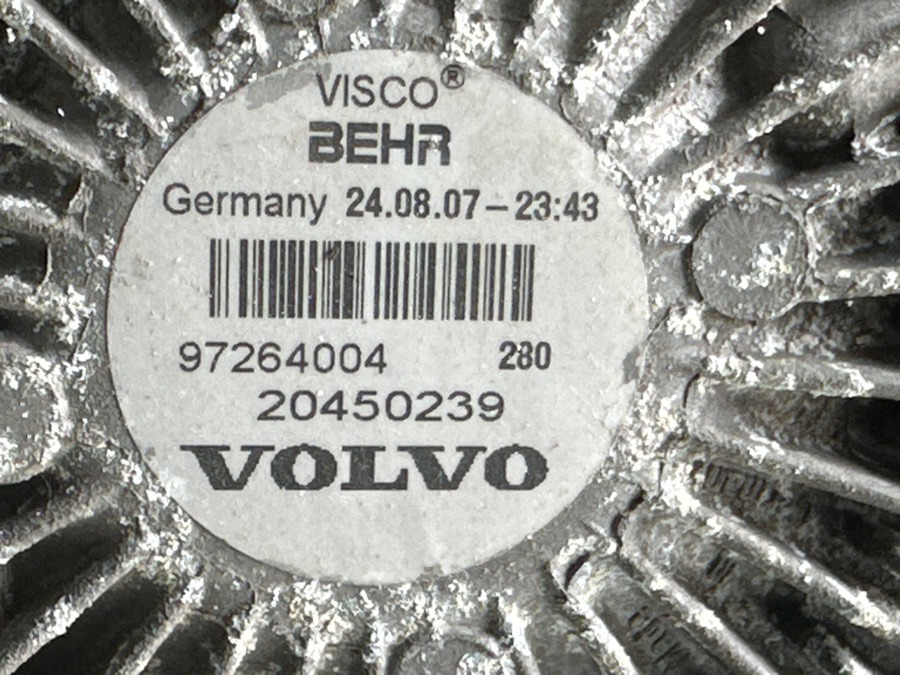 VISCO®
BEHR
Germany 24.08.07–23:43
97264004 280
20450239
VOLVO